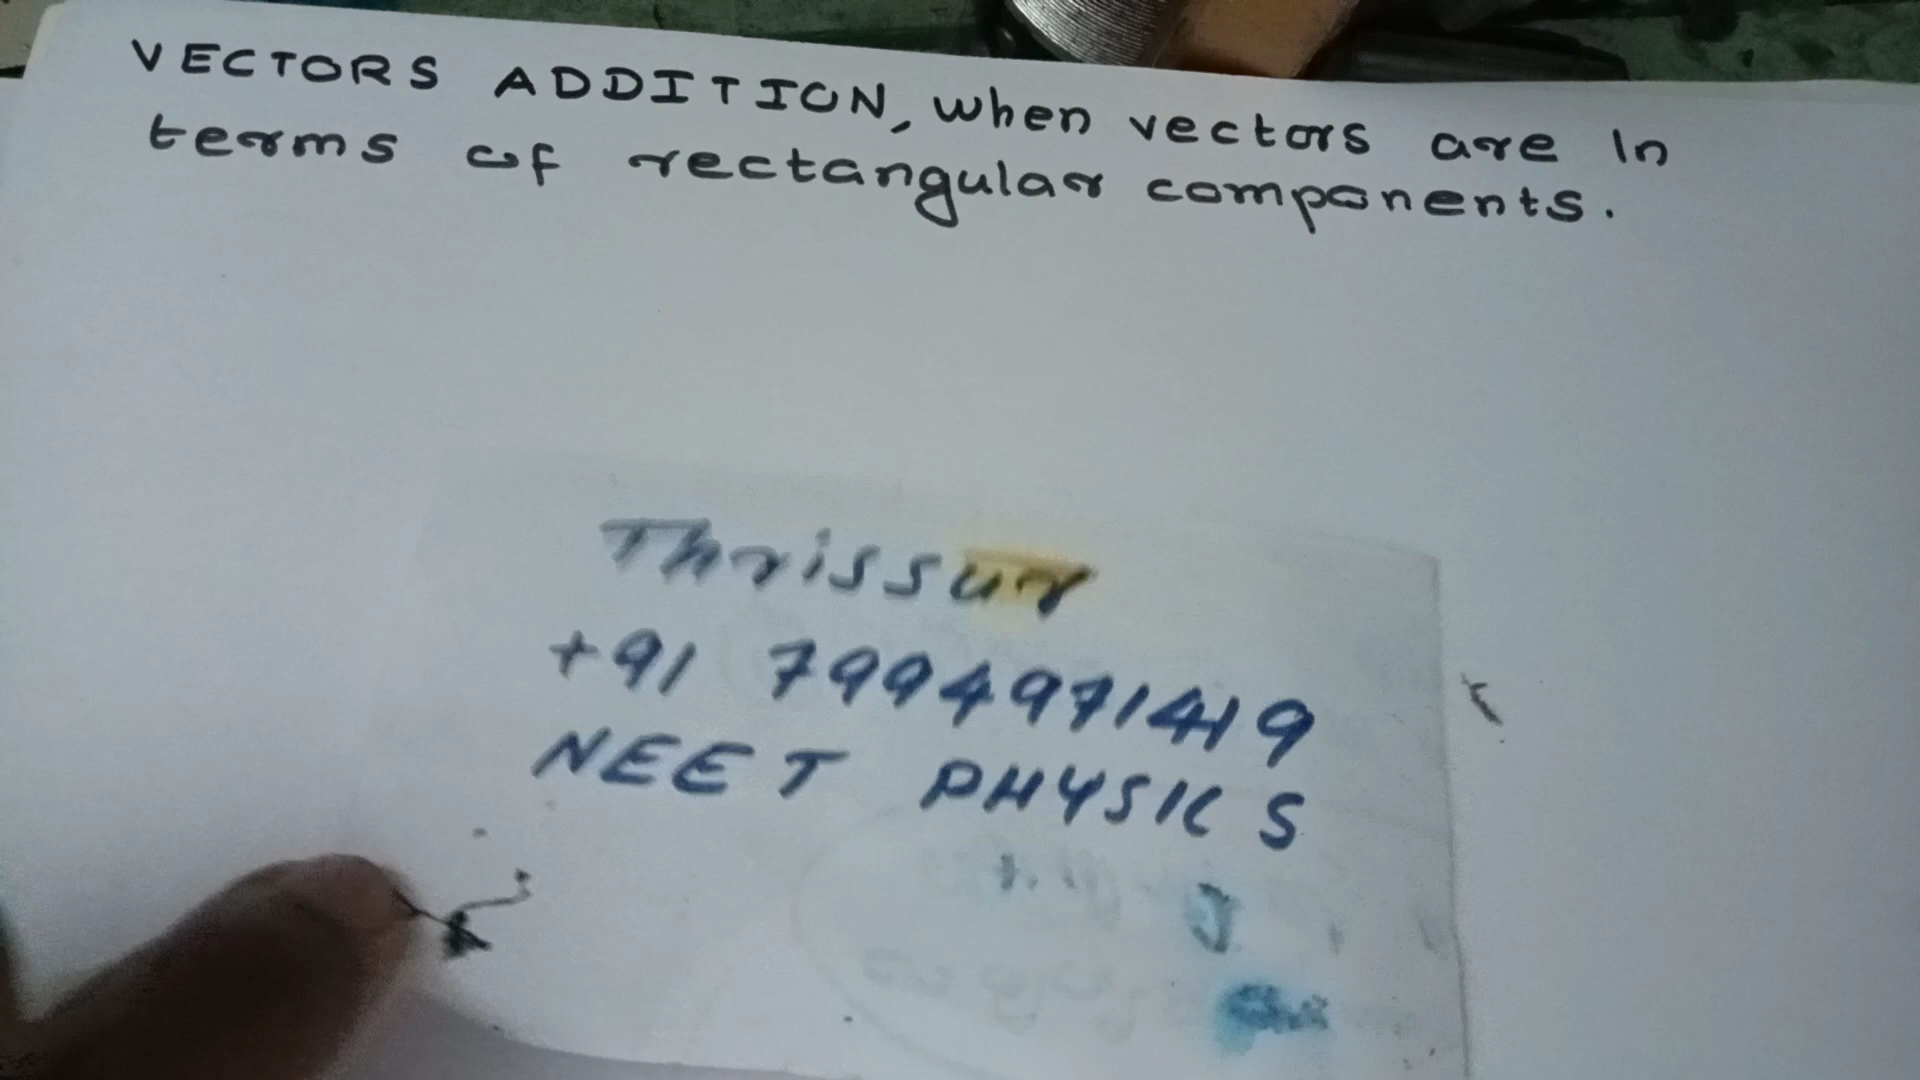 VECTORS ADDITION, when vectors are In
terms of rectangular components.
Thrissur
+91 7994971419
NEET PHYSICS